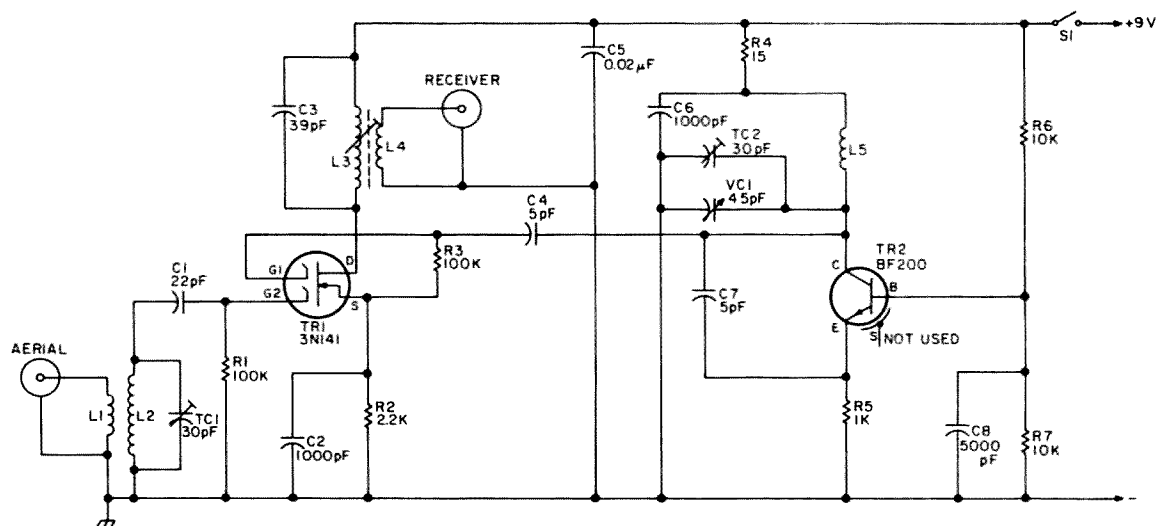 +9V
S1
R4
15
C5
0.02µF
RECEIVER
C3
39pF
L3
L4
C6
1000pF
TC2
30pF
L5
R6
10K
VC1
45pF
C4
5pF
R3
100K
TR2
BF200
C
B
E
S
NOT USED
C1
22pF
G1
G2
D
S
TR1
3N141
C7
5pF
AERIAL
L1
L2
TC1
30pF
R1
100K
R2
2.2K
C2
1000pF
R5
1K
C8
5000
pF
R7
10K
-